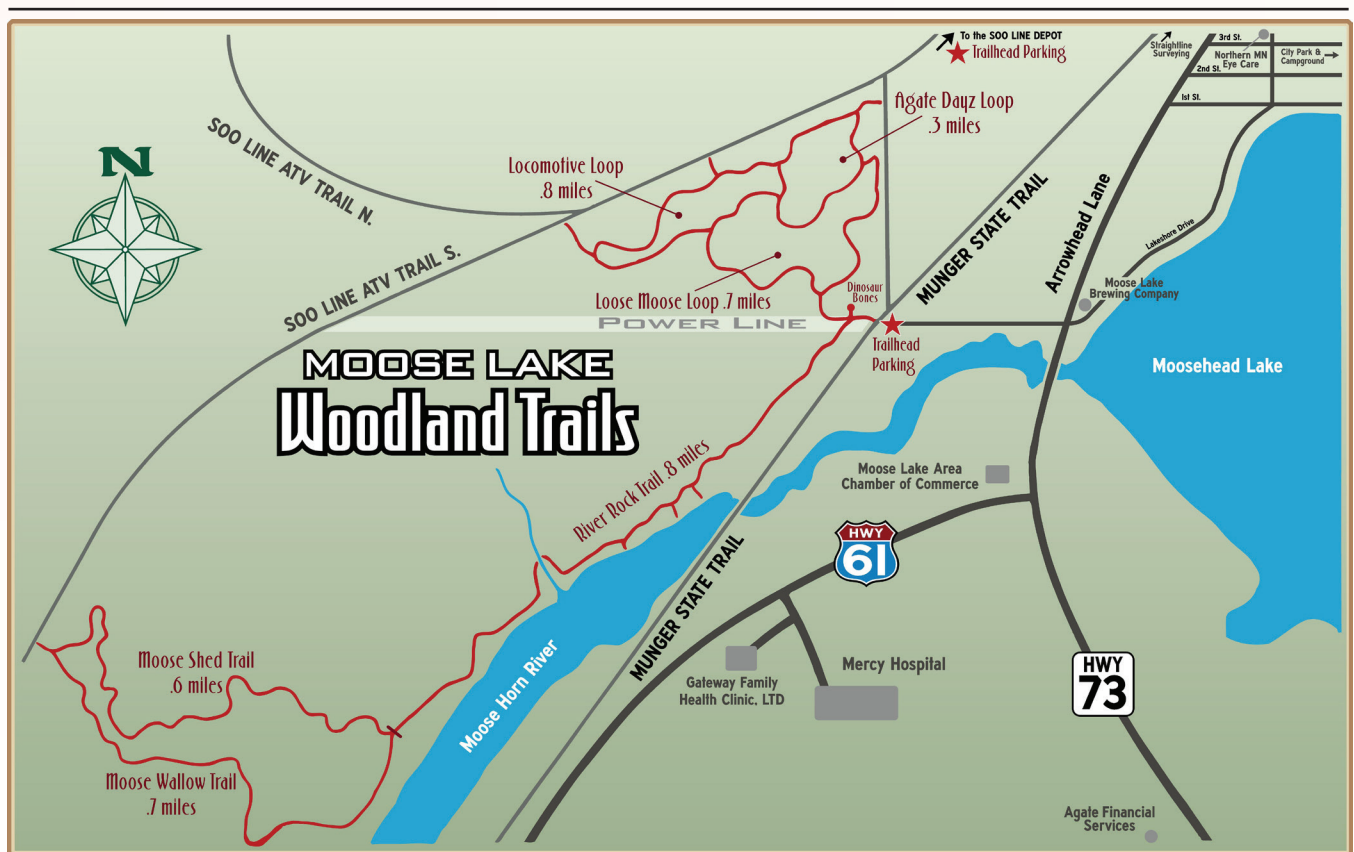 To the SOO LINE DEPOT
Trailhead Parking
Straightline
Surveying
3rd St.
Northern MN
Eye Care
City Park &
Campground
2nd St.
1st St.
Agate Dayz Loop
.3 miles
Locomotive Loop
.8 miles
N
SOO LINE ATV TRAIL N.
SOO LINE ATV TRAIL S.
MUNGER STATE TRAIL
Arrowhead Lane
Lakeshore Drive
Loose Moose Loop .7 miles
Dinosaur
Bones
Moose Lake
Brewing Company
POWER LINE
Trailhead
Parking
MOOSE LAKE
Woodland Trails
Moosehead Lake
River Rock Trail .8 miles
Moose Lake Area
Chamber of Commerce
HWY
61
MUNGER STATE TRAIL
Moose Horn River
Moose Shed Trail
.6 miles
Gateway Family
Health Clinic, LTD
Mercy Hospital
HWY
73
Moose Wallow Trail
.7 miles
Agate Financial
Services